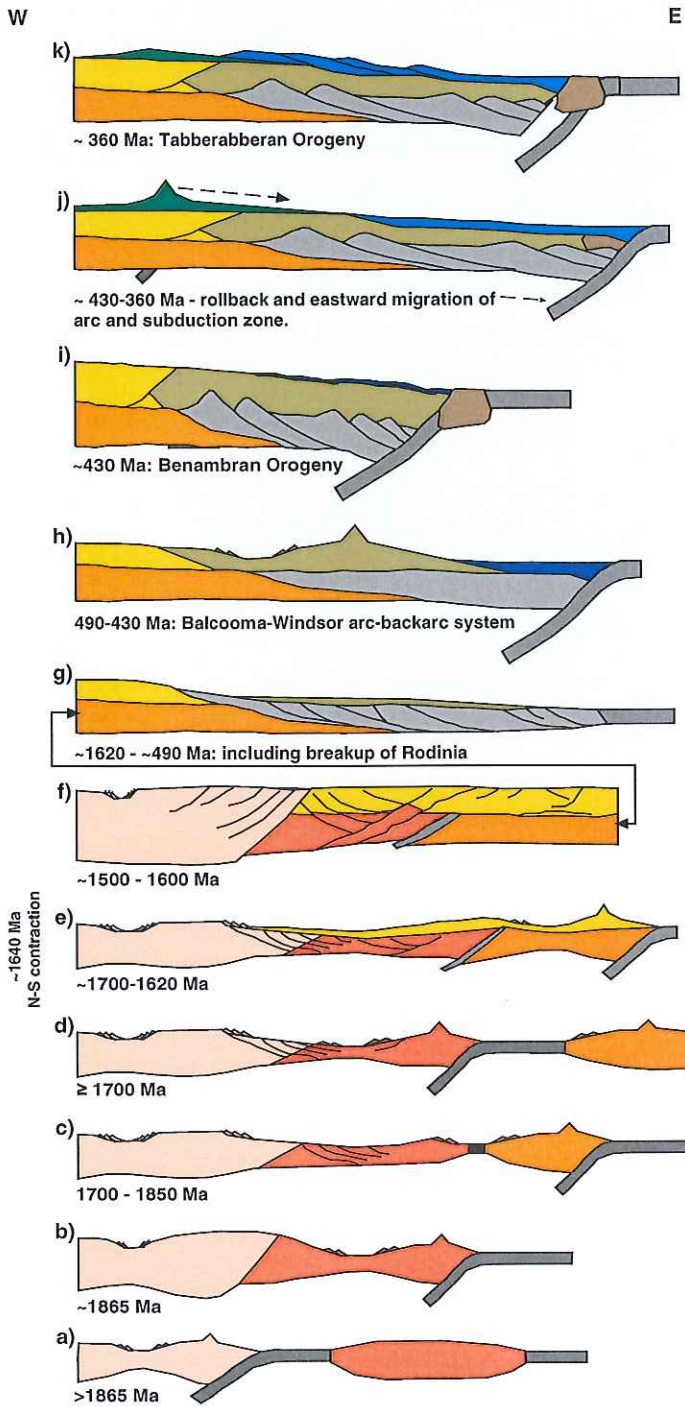 W
E
k)
~ 360 Ma: Tabberabberan Orogeny
j)
~ 430-360 Ma - rollback and eastward migration of
arc and subduction zone.
i)
~430 Ma: Benambran Orogeny
h)
490-430 Ma: Balcooma-Windsor arc-backarc system
g)
~1620 - ~490 Ma: including breakup of Rodinia
f)
~1500 - 1600 Ma
~1640 Ma
N-S contraction
e)
~1700-1620 Ma
d)
≥ 1700 Ma
c)
1700 - 1850 Ma
b)
~1865 Ma
a)
>1865 Ma